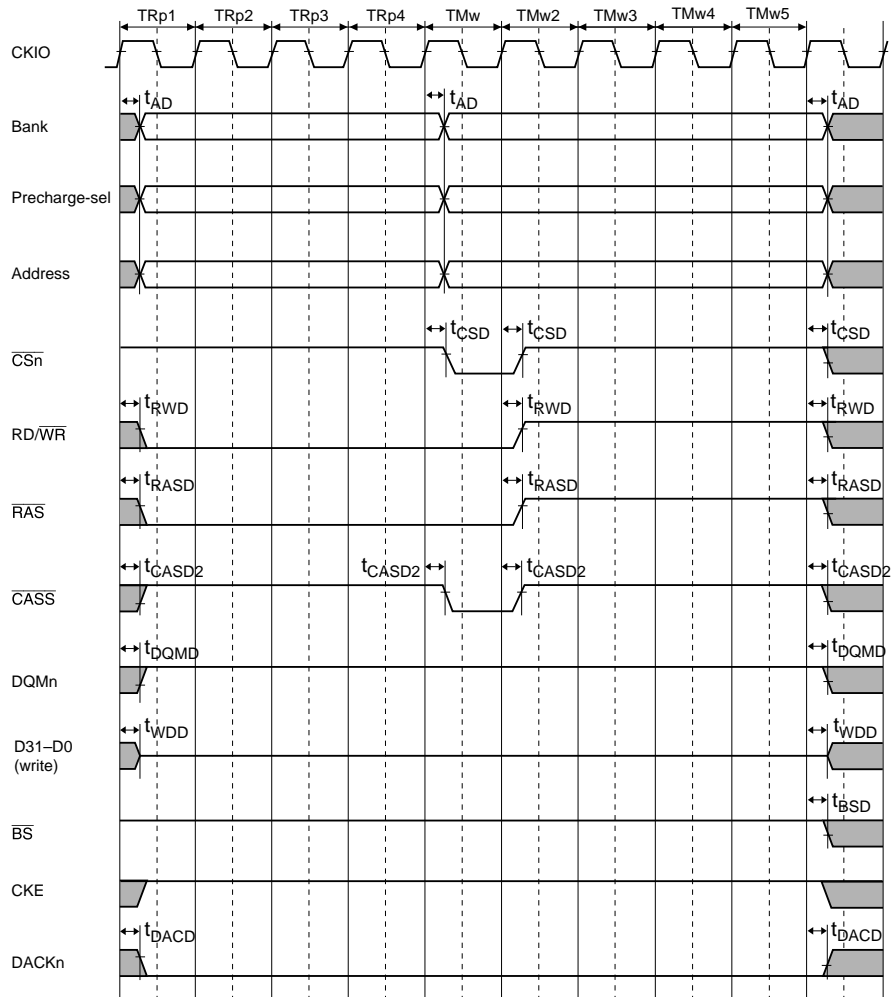 TRp1 TRp2 TRp3 TRp4 TMw TMw2 TMw3 TMw4 TMw5
CKIO
tAD tAD tAD
Bank
Precharge-sel
Address
tCSD tCSD tCSD
CSn
tRWD tRWD tRWD
RD/WR
tRASD tRASD tRASD
RAS
tCASD2 tCASD2 tCASD2 tCASD2
CASS
tDQMD tDQMD
DQMn
tWDD tWDD
D31–D0
(write)
tBSD
BS
CKE
tDACD tDACD
DACKn